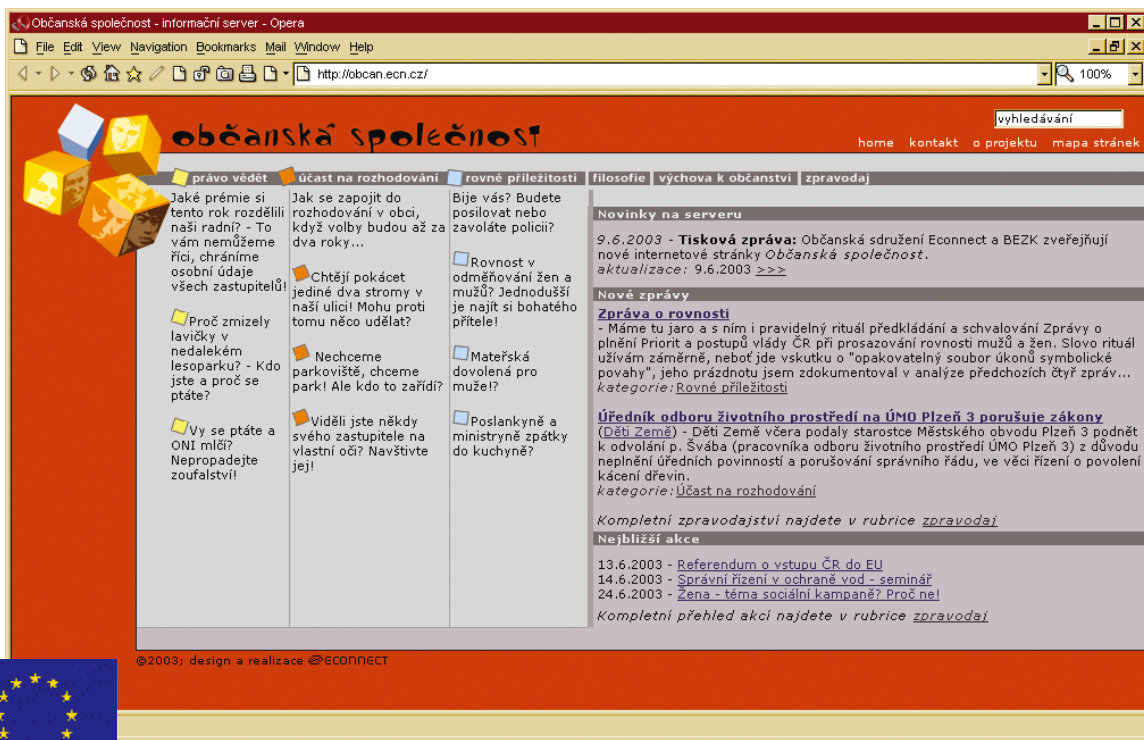 Občanská společnost - informační server - Opera
File Edit View Navigation Bookmarks Mail Window Help
http://obcan.ecn.cz/
100%
občanská společnost
vyhledávání
home kontakt o projektu mapa stránek
právo vědět účast na rozhodování rovné příležitosti filosofie výchova k občanství zpravodaj
Jaké prémie si
tento rok rozdělili
naši radní? - To
vám nemůžeme
říci, chráníme
osobní údaje
všech zastupitelů!
Proč zmizely
lavičky v
nedalekém
lesoparku? - Kdo
jste a proč se
ptáte?
Vy se ptáte a
ONI mlčí?
Nepropadejte
zoufalství!
Jak se zapojit do
rozhodování v obci,
když volby budou až za
dva roky...
Chtějí pokácet
jediné dva stromy v
naší ulici! Mohu proti
tomu něco udělat?
Nechceme
parkoviště, chceme
park! Ale kdo to zařídí?
Viděli jste někdy
svého zastupitele na
vlastní oči? Navštivte
jej!
Bije vás? Budete
posilovat nebo
zavoláte policii?
Rovnost v
odměňování žen a
mužů? Jednodušší
je najít si bohatého
přítele!
Mateřská
dovolená pro
muže!?
Poslankyně a
ministryně zpátky
do kuchyně?
Novinky na serveru
9.6.2003 - Tisková zpráva: Občanská sdružení Econnect a BEZK zveřejňují
nové internetové stránky Občanská společnost.
aktualizace: 9.6.2003 >>>
Nové zprávy
Zpráva o rovnosti
- Máme tu jaro a s ním i pravidelný rituál předkládání a schvalování Zprávy o
plnění Priorit a postupů vlády ČR při prosazování rovnosti mužů a žen. Slovo rituál
užívám záměrně, neboť jde vskutku o "opakovatelný soubor úkonů symbolické
povahy", jeho prázdnotu jsem zdokumentoval v analýze předchozích čtyř zpráv...
kategorie: Rovné příležitosti
Úředník odboru životního prostředí na ÚMO Plzeň 3 porušuje zákony
(Děti Země) - Děti Země včera podaly starostce Městského obvodu Plzeň 3 podnět
k odvolání p. Švába (pracovníka odboru životního prostředí ÚMO Plzeň 3) z důvodu
neplnění úředních povinností a porušování správního řádu, ve věci řízení o povolení
kácení dřevin.
kategorie: Účast na rozhodování
Kompletní zpravodajství najdete v rubrice zpravodaj
Nejbližší akce
13.6.2003 - Referendum o vstupu ČR do EU
14.6.2003 - Správní řízení v ochraně vod - seminář
24.6.2003 - Žena - téma sociální kampaně? Proč ne!
Kompletní přehled akcí najdete v rubrice zpravodaj
©2003; design a realizace ECONNECT